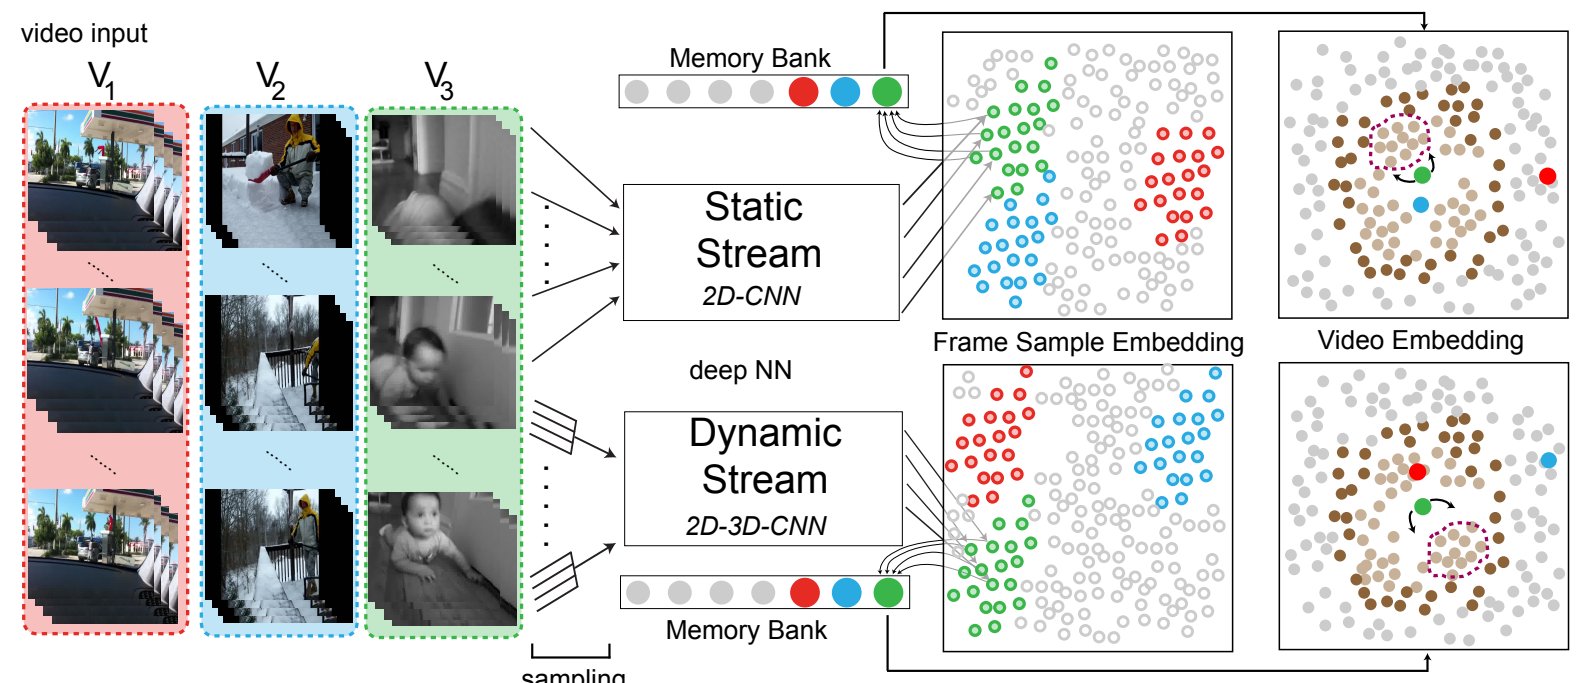 video input
V1
V2
V3
Memory Bank
Static
Stream
2D-CNN
Frame Sample Embedding
Video Embedding
deep NN
Dynamic
Stream
2D-3D-CNN
Memory Bank
sampling